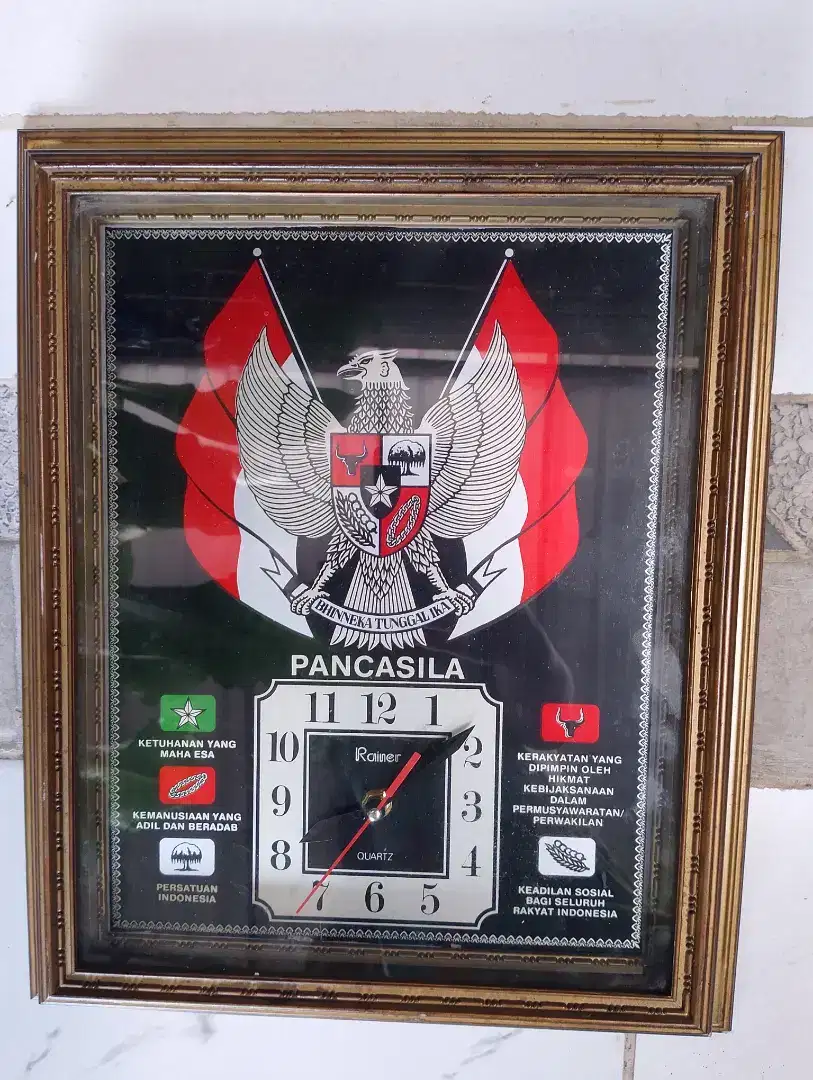 BHINNEKA TUNGGAL IKA
PANCASILA
KETUHANAN YANG
MAHA ESA
KEMANUSIAAN YANG
ADIL DAN BERADAB
PERSATUAN
INDONESIA
11 12 1
10 2
9 3
8 4
7 6 5
Rainer
QUARTZ
KERAKYATAN YANG
DIPIMPIN OLEH
HIKMAT
KEBIJAKSANAAN
DALAM
PERMUSYAWARATAN/
PERWAKILAN
KEADILAN SOSIAL
BAGI SELURUH
RAKYAT INDONESIA